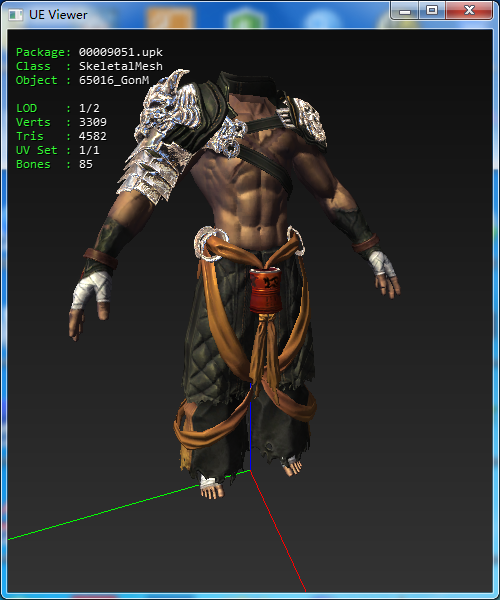 UE Viewer
Package: 00009051.upk
Class : SkeletalMesh
Object : 65016_GonM
LOD : 1/2
Verts : 3309
Tris : 4582
UV Set : 1/1
Bones : 85